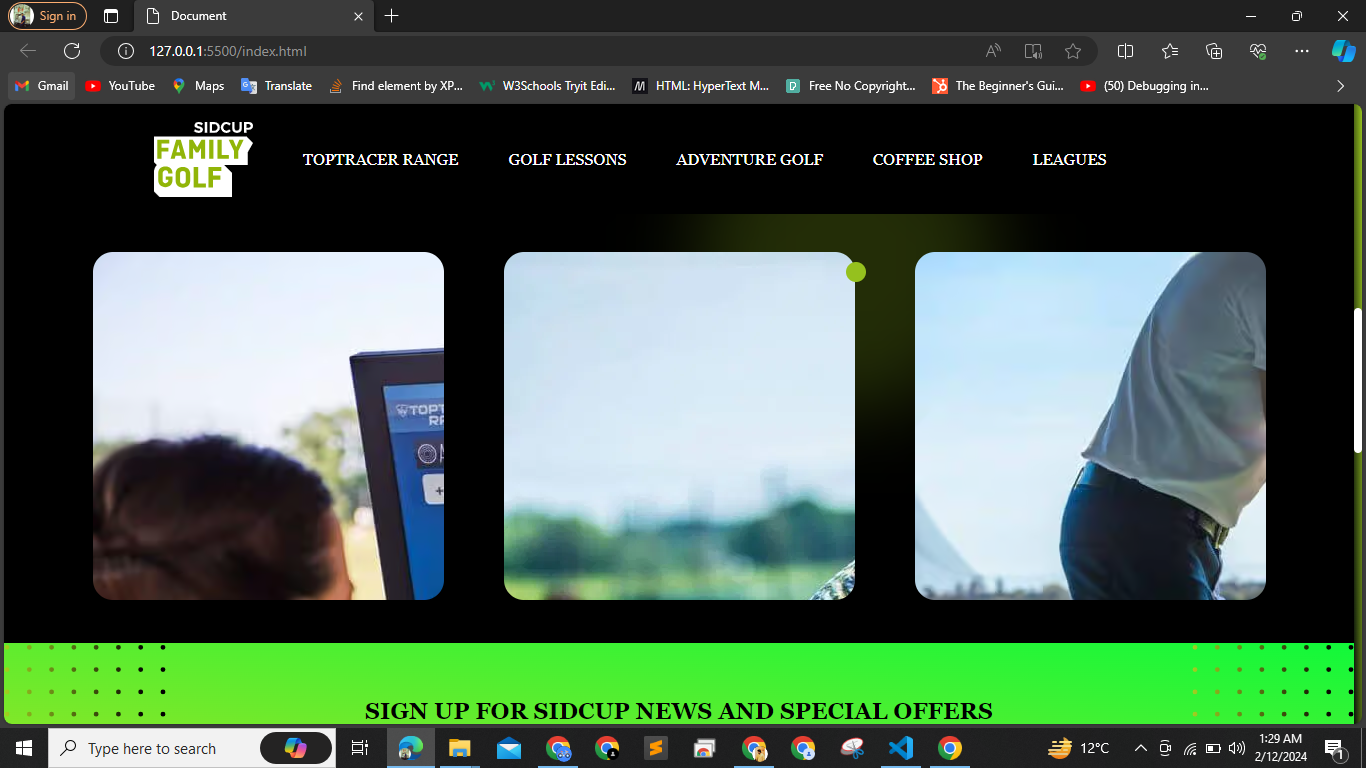 Sign in
Document
127.0.0.1:5500/index.html
Gmail
YouTube
Maps
Translate
Find element by XP...
W3Schools Tryit Edi...
HTML: HyperText M...
Free No Copyright...
The Beginner's Gui...
(50) Debugging in...
SIDCUP
FAMILY
GOLF
TOPTRACER RANGE
GOLF LESSONS
ADVENTURE GOLF
COFFEE SHOP
LEAGUES
SIGN UP FOR SIDCUP NEWS AND SPECIAL OFFERS
Type here to search
12°C
1:29 AM
2/12/2024
1